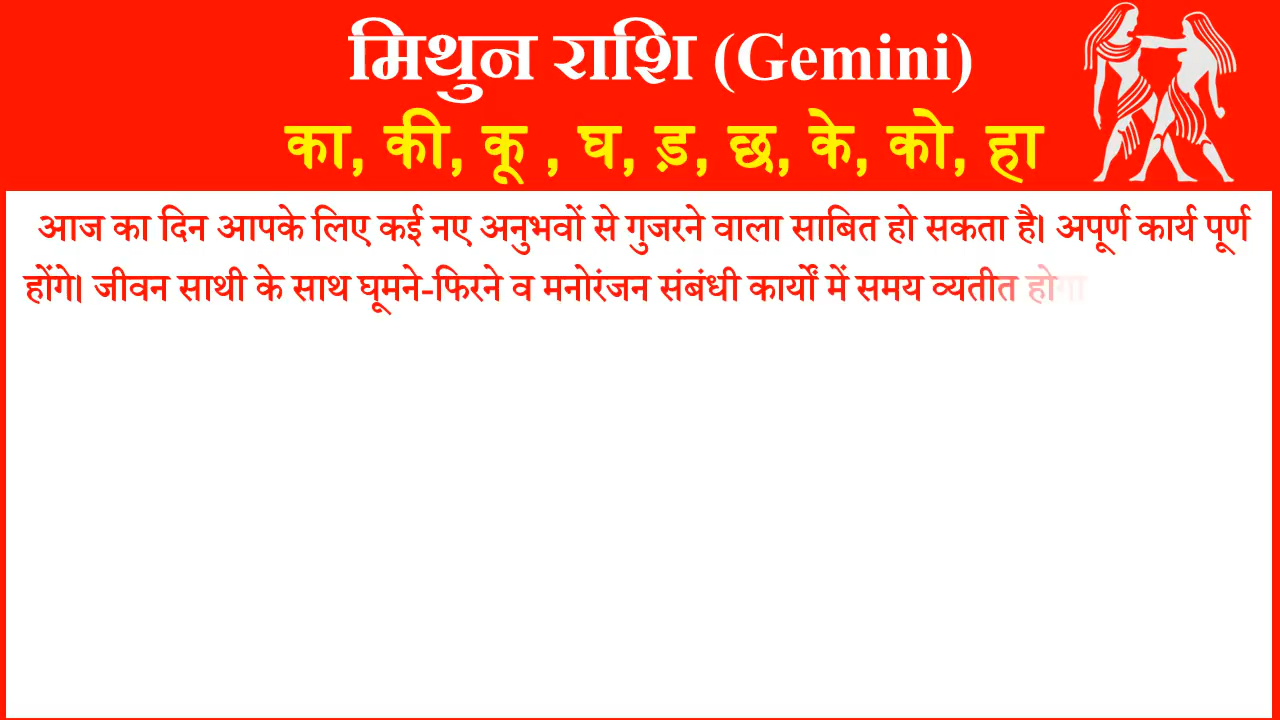 मिथुन राशि (Gemini)
का, की, कू , घ, ड़, छ, के, को, हा
आज का दिन आपके लिए कई नए अनुभवों से गुजरने वाला साबित हो सकता है। अपूर्ण कार्य पूर्ण
होंगे। जीवन साथी के साथ घूमने-फिरने व मनोरंजन संबंधी कार्यों में समय व्यतीत होगा